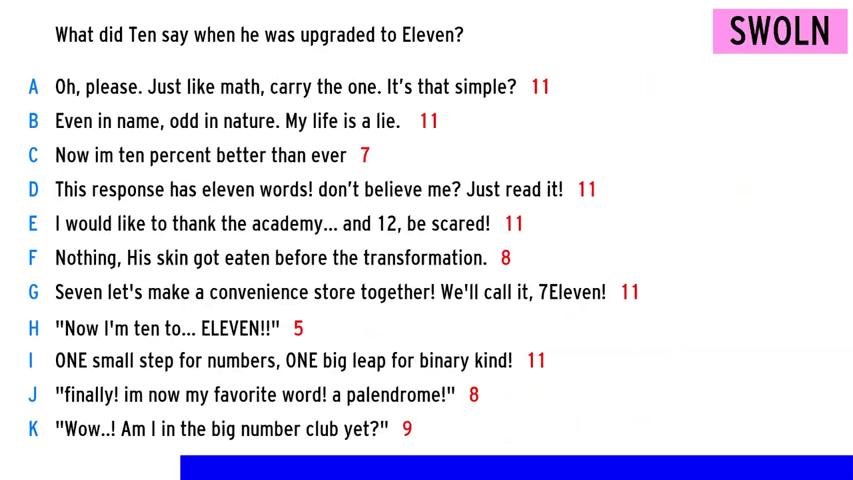 What did Ten say when he was upgraded to Eleven?
SWOLN
A Oh, please. Just like math, carry the one. It's that simple? 11
B Even in name, odd in nature. My life is a lie. 11
C Now im ten percent better than ever 7
D This response has eleven words! don't believe me? Just read it! 11
E I would like to thank the academy... and 12, be scared! 11
F Nothing, His skin got eaten before the transformation. 8
G Seven let's make a convenience store together! We'll call it, 7Eleven! 11
H "Now I'm ten to... ELEVEN!!" 5
I ONE small step for numbers, ONE big leap for binary kind! 11
J "finally! im now my favorite word! a palendrome!" 8
K "Wow..! Am I in the big number club yet?" 9